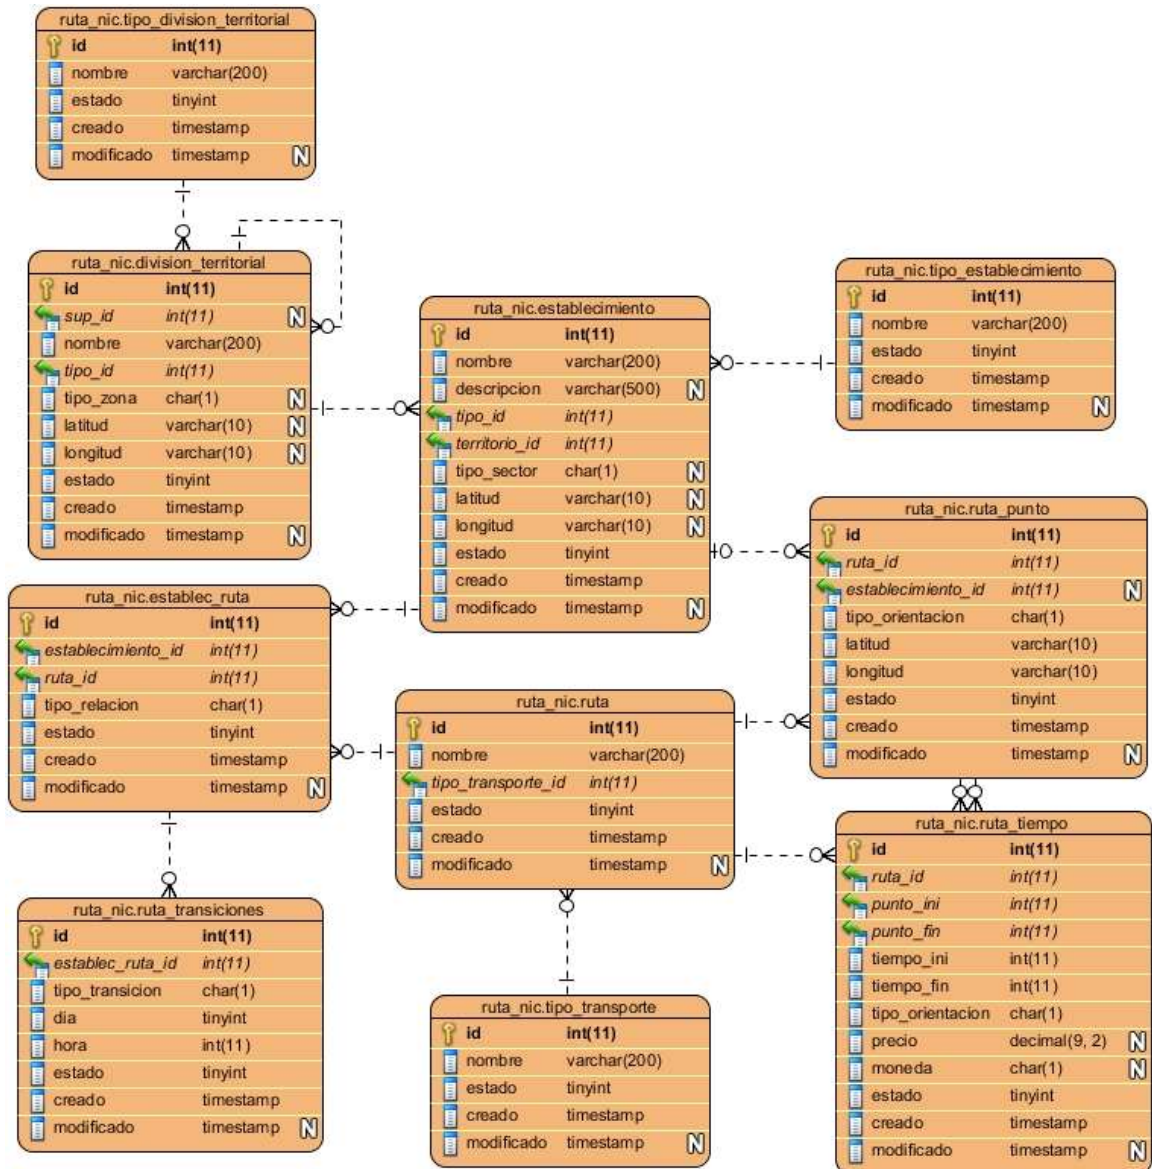 ruta_nic.tipo_division_territorial
id int(11)
nombre varchar(200)
estado tinyint
creado timestamp
modificado timestamp N
ruta_nic.division_territorial
id int(11)
sup_id int(11) N
nombre varchar(200)
tipo_id int(11)
tipo_zona char(1) N
latitud varchar(10) N
longitud varchar(10) N
estado tinyint
creado timestamp
modificado timestamp N
ruta_nic.establecimiento
id int(11)
nombre varchar(200)
descripcion varchar(500) N
tipo_id int(11)
territorio_id int(11)
tipo_sector char(1) N
latitud varchar(10) N
longitud varchar(10) N
estado tinyint
creado timestamp
modificado timestamp N
ruta_nic.tipo_establecimiento
id int(11)
nombre varchar(200)
estado tinyint
creado timestamp
modificado timestamp N
ruta_nic.ruta_punto
id int(11)
ruta_id int(11)
establecimiento_id int(11) N
tipo_orientacion char(1)
latitud varchar(10)
longitud varchar(10)
estado tinyint
creado timestamp
modificado timestamp N
ruta_nic.establec_ruta
id int(11)
establecimiento_id int(11)
ruta_id int(11)
tipo_relacion char(1)
estado tinyint
creado timestamp
modificado timestamp N
ruta_nic.ruta
id int(11)
nombre varchar(200)
tipo_transporte_id int(11)
estado tinyint
creado timestamp
modificado timestamp N
ruta_nic.ruta_tiempo
id int(11)
ruta_id int(11)
punto_ini int(11)
punto_fin int(11)
tiempo_ini int(11)
tiempo_fin int(11)
tipo_orientacion char(1)
precio decimal(9, 2) N
moneda char(1) N
estado tinyint
creado timestamp
modificado timestamp N
ruta_nic.ruta_transiciones
id int(11)
establec_ruta_id int(11)
tipo_transicion char(1)
dia tinyint
hora int(11)
estado tinyint
creado timestamp
modificado timestamp N
ruta_nic.tipo_transporte
id int(11)
nombre varchar(200)
estado tinyint
creado timestamp
modificado timestamp N